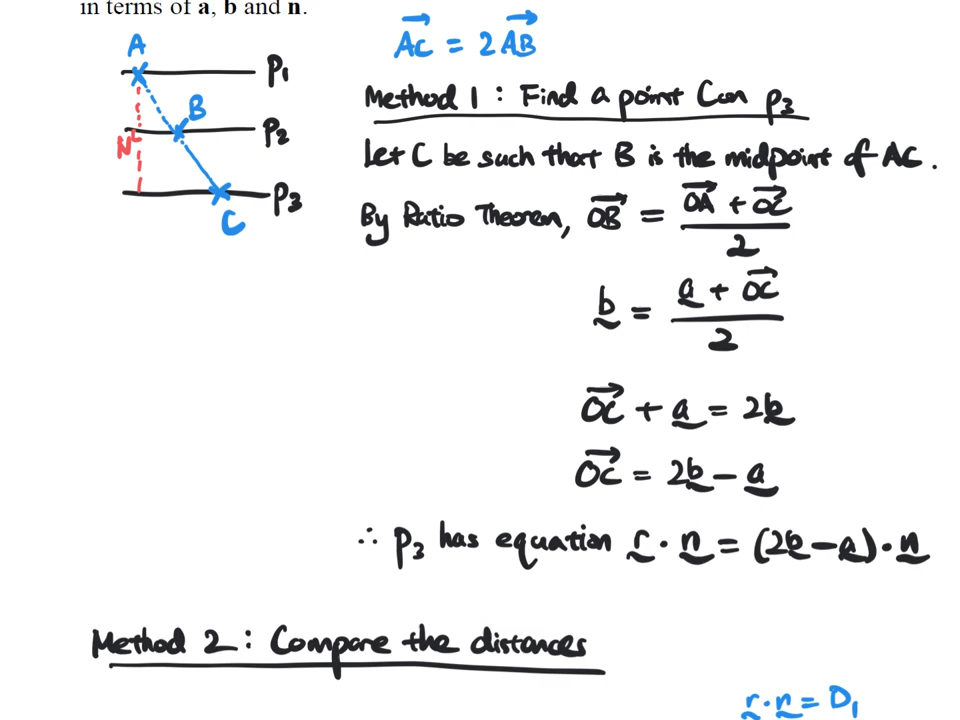 in terms of a, b and n.
A
p₁
B
N
p₂
p₃
C
AC = 2AB
Method 1 : Find a point C on p₃
Let C be such that B is the midpoint of AC.
By Ratio Theorem, OB = (OA + OC)/2
b = (a + OC)/2
OC + a = 2b
OC = 2b − a
∴ p₃ has equation r · n = (2b − a) · n
Method 2 : Compare the distances
r · n = D₁